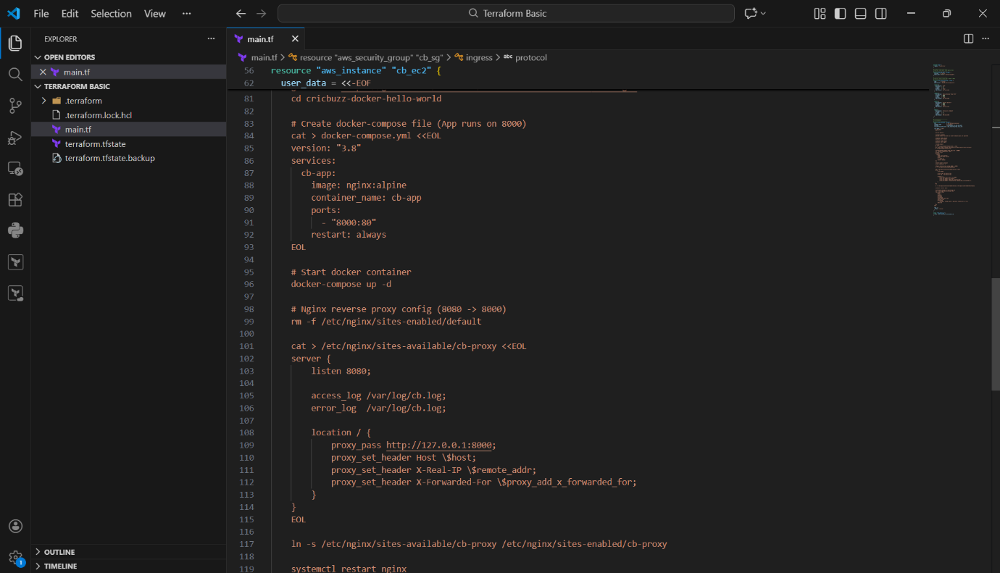 File Edit Selection View ··· Terraform Basic
EXPLORER ···
OPEN EDITORS
main.tf
TERRAFORM BASIC
.terraform
.terraform.lock.hcl
main.tf
terraform.tfstate
terraform.tfstate.backup
OUTLINE
TIMELINE
1
main.tf
main.tf > resource "aws_security_group" "cb_sg" > ingress > abc protocol
56 resource "aws_instance" "cb_ec2" {
62 user_data = <<-EOF
81 cd cricbuzz-docker-hello-world
82
83 # Create docker-compose file (App runs on 8000)
84 cat > docker-compose.yml <<EOL
85 version: "3.8"
86 services:
87 cb-app:
88 image: nginx:alpine
89 container_name: cb-app
90 ports:
91 - "8000:80"
92 restart: always
93 EOL
94
95 # Start docker container
96 docker-compose up -d
97
98 # Nginx reverse proxy config (8080 -> 8000)
99 rm -f /etc/nginx/sites-enabled/default
100
101 cat > /etc/nginx/sites-available/cb-proxy <<EOL
102 server {
103 listen 8080;
104
105 access_log /var/log/cb.log;
106 error_log  /var/log/cb.log;
107
108 location / {
109 proxy_pass http://127.0.0.1:8000;
110 proxy_set_header Host \$host;
111 proxy_set_header X-Real-IP \$remote_addr;
112 proxy_set_header X-Forwarded-For \$proxy_add_x_forwarded_for;
113 }
114 }
115 EOL
116
117 ln -s /etc/nginx/sites-available/cb-proxy /etc/nginx/sites-enabled/cb-proxy
118
119 systemctl restart nginx